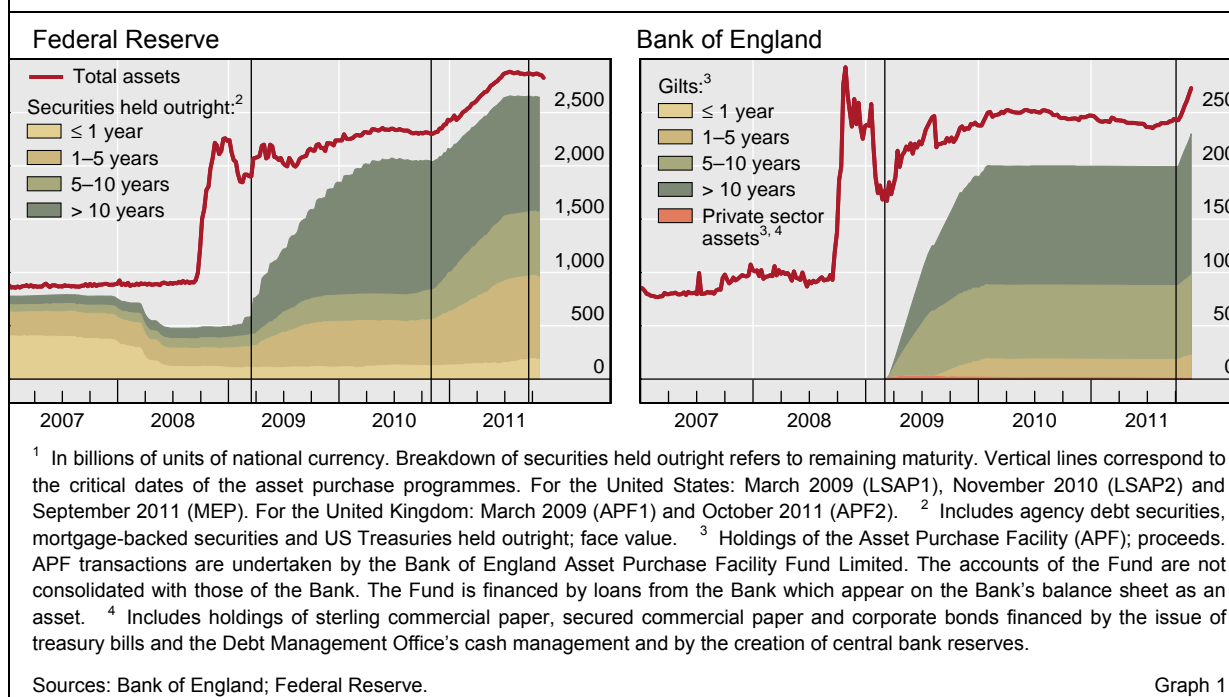 Federal Reserve
Total assets
Securities held outright:2
≤ 1 year
1–5 years
5–10 years
> 10 years
2,500
2,000
1,500
1,000
500
0
2007 2008 2009 2010 2011
Bank of England
Gilts:3
≤ 1 year
1–5 years
5–10 years
> 10 years
Private sector
assets3, 4
250
200
150
100
50
0
2007 2008 2009 2010 2011
1 In billions of units of national currency. Breakdown of securities held outright refers to remaining maturity. Vertical lines correspond to
the critical dates of the asset purchase programmes. For the United States: March 2009 (LSAP1), November 2010 (LSAP2) and
September 2011 (MEP). For the United Kingdom: March 2009 (APF1) and October 2011 (APF2). 2 Includes agency debt securities,
mortgage-backed securities and US Treasuries held outright; face value. 3 Holdings of the Asset Purchase Facility (APF); proceeds.
APF transactions are undertaken by the Bank of England Asset Purchase Facility Fund Limited. The accounts of the Fund are not
consolidated with those of the Bank. The Fund is financed by loans from the Bank which appear on the Bank's balance sheet as an
asset. 4 Includes holdings of sterling commercial paper, secured commercial paper and corporate bonds financed by the issue of
treasury bills and the Debt Management Office's cash management and by the creation of central bank reserves.
Sources: Bank of England; Federal Reserve. Graph 1